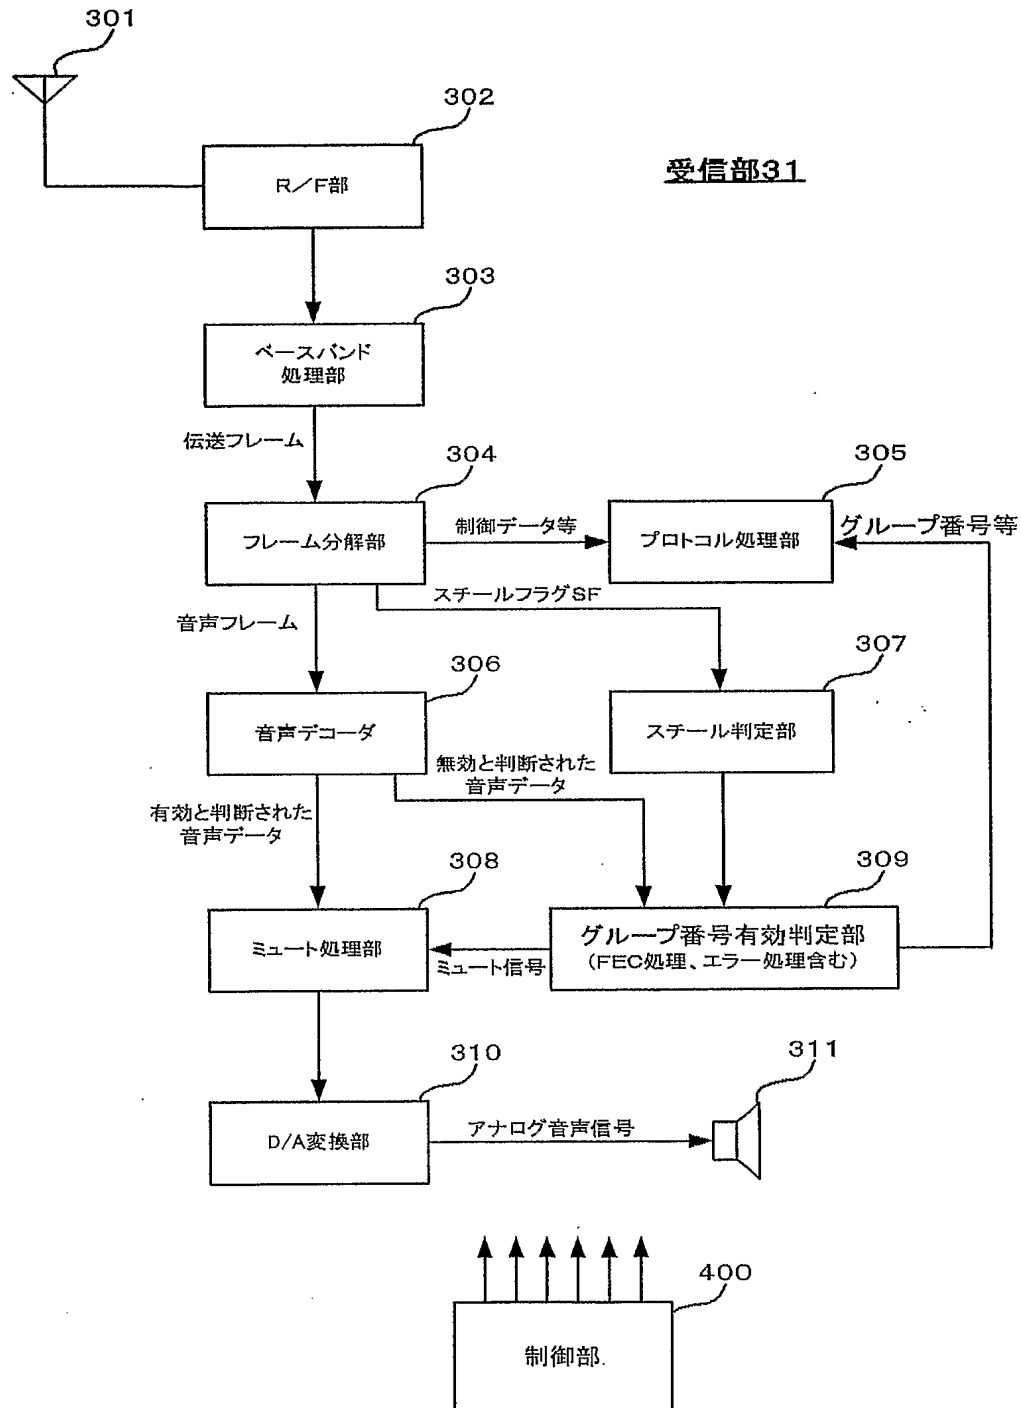 301
302
R/F部
受信部31
303
ベースバンド
処理部
伝送フレーム
304
305
フレーム分解部
制御データ等
プロトコル処理部
グループ番号等
スチールフラグSF
音声フレーム
306
307
音声デコーダ
スチール判定部
無効と判断された
音声データ
有効と判断された
音声データ
308
309
ミュート処理部
グループ番号有効判定部
(FEC処理、エラー処理含む)
ミュート信号
310
311
D/A変換部
アナログ音声信号
400
制御部